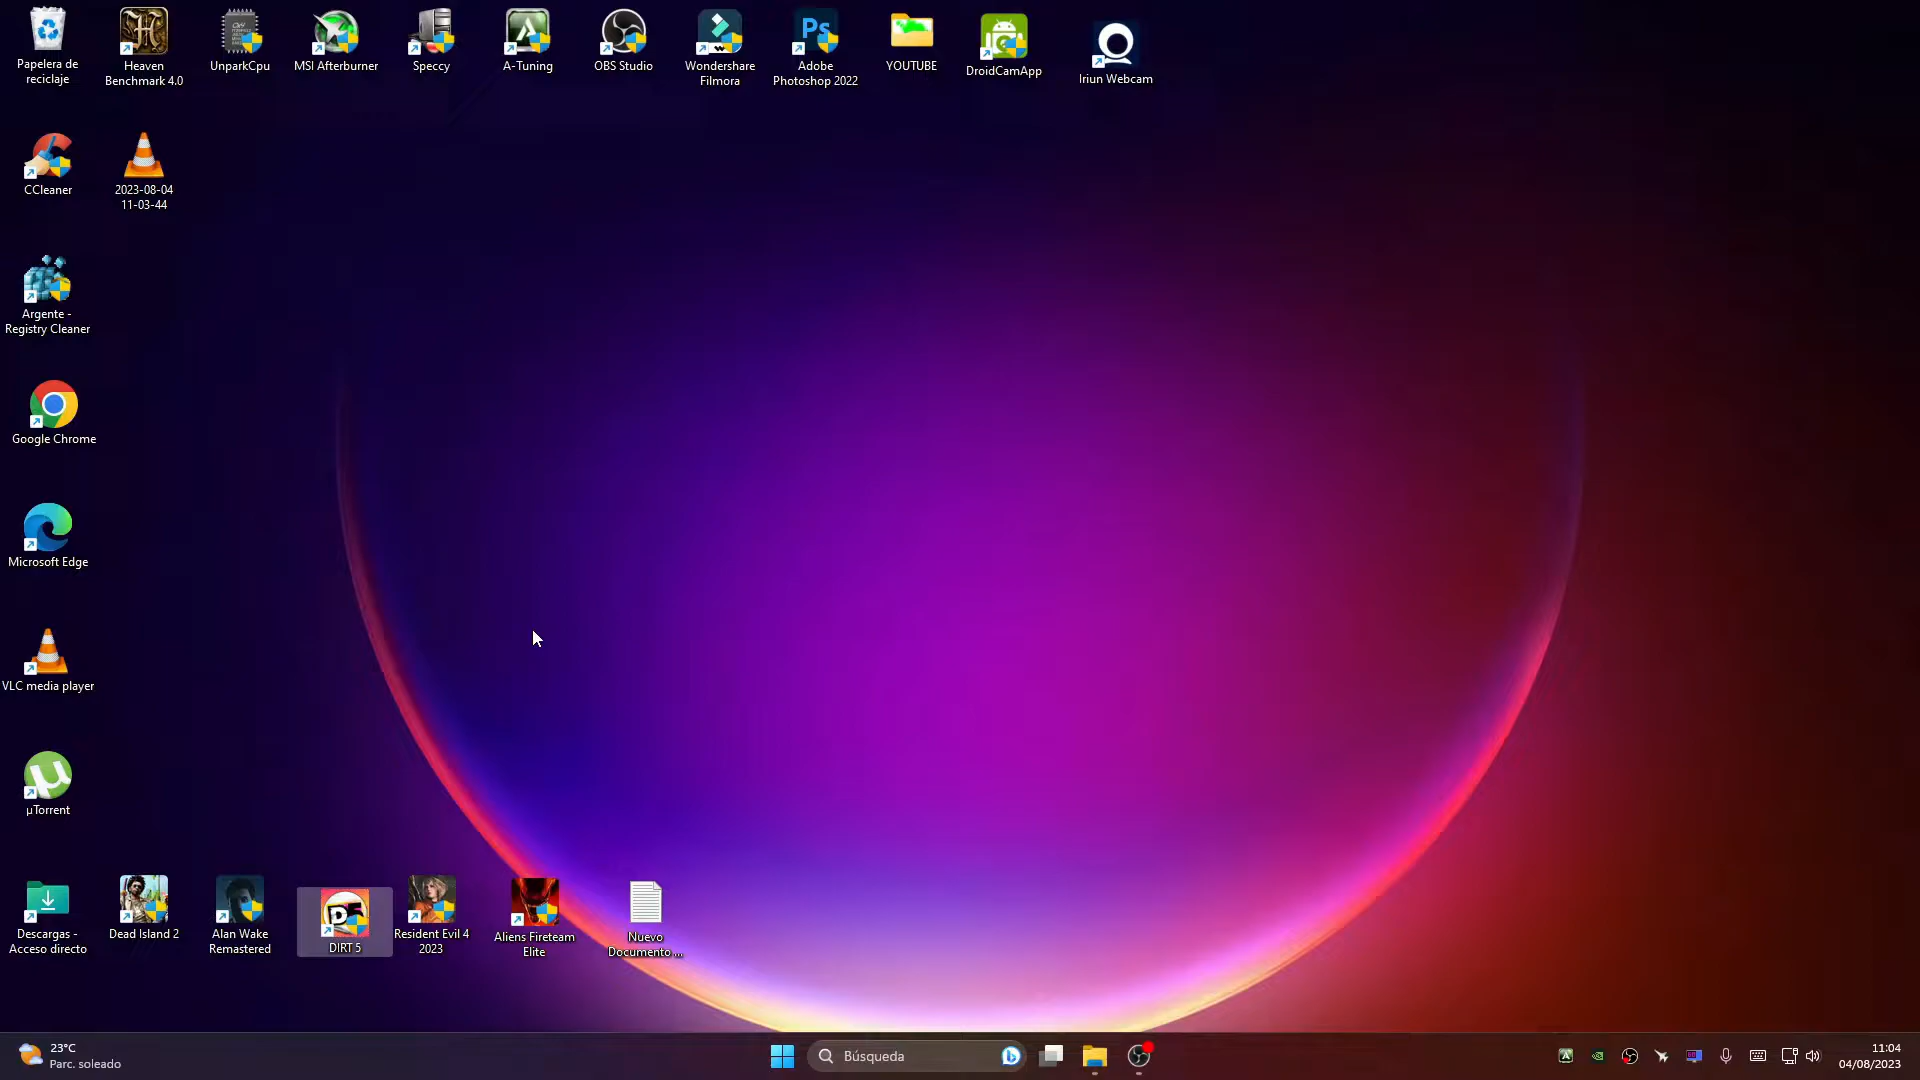 Papelera de
reciclaje
Heaven
Benchmark 4.0
UnparkCpu
MSI Afterburner
Speccy
A-Tuning
OBS Studio
Wondershare
Filmora
Ps
Adobe
Photoshop 2022
YOUTUBE
DroidCamApp
Iriun Webcam
CCleaner
2023-08-04
11-03-44
Argente -
Registry Cleaner
Google Chrome
Microsoft Edge
VLC media player
µTorrent
Descargas -
Acceso directo
Dead Island 2
Alan Wake
Remastered
DIRT 5
Resident Evil 4
2023
Aliens Fireteam
Elite
Nuevo
Documento ...
23°C
Parc. soleado
Búsqueda
11:04
04/08/2023